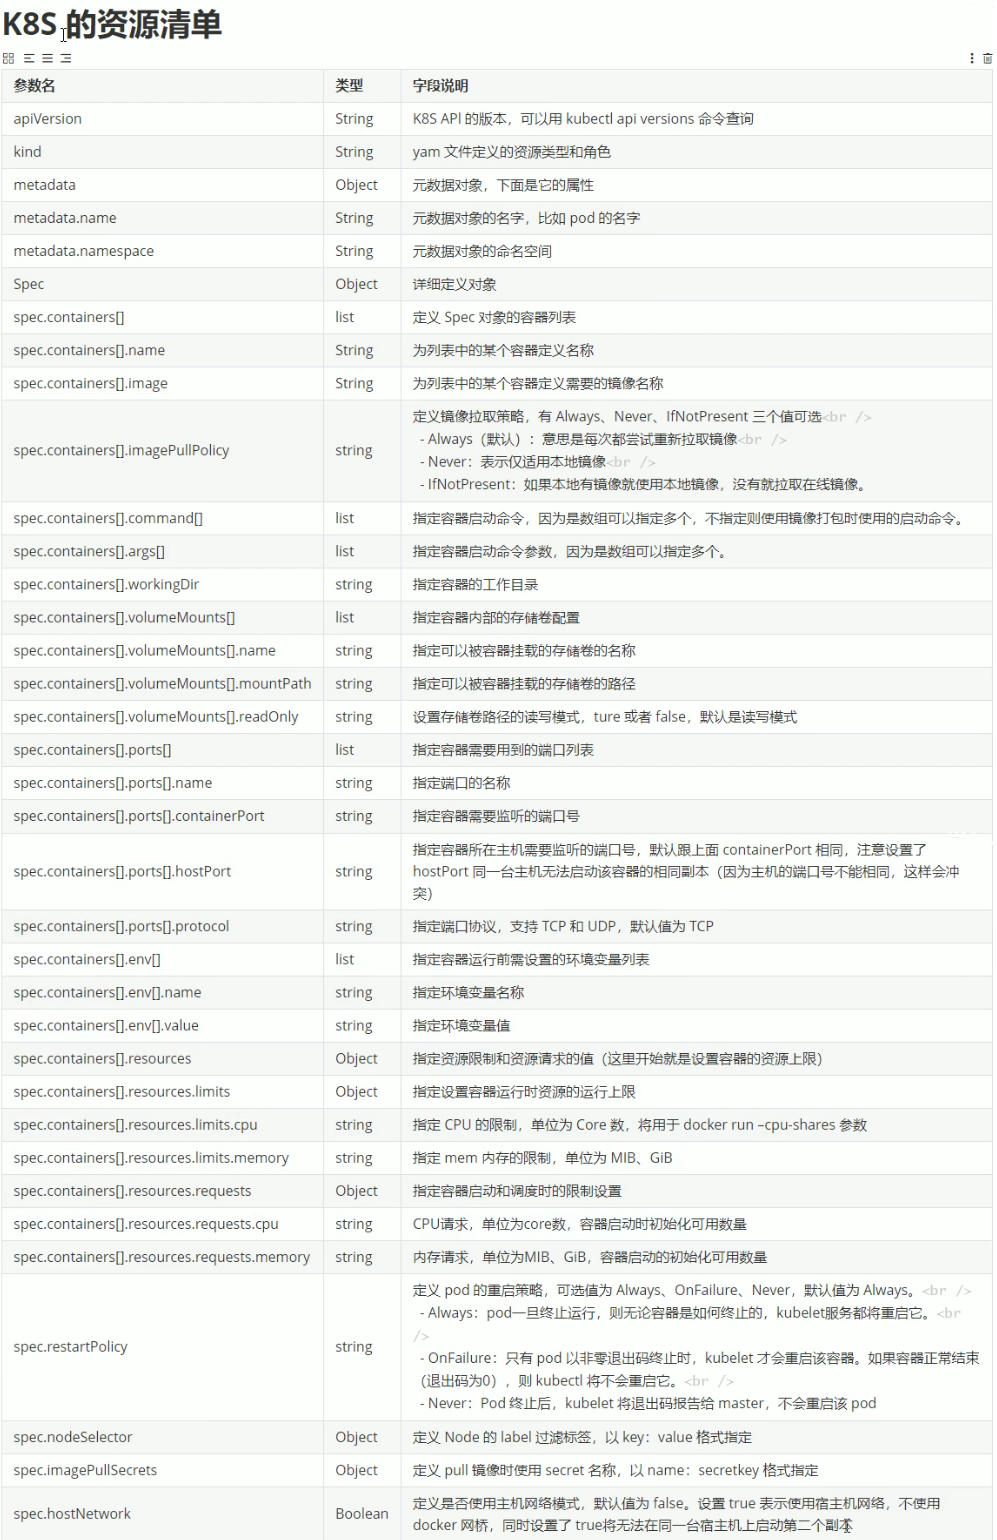 K8S 的资源清单
参数名 类型 字段说明
apiVersion String K8S APl 的版本，可以用 kubectl api versions 命令查询
kind String yam 文件定义的资源类型和角色
metadata Object 元数据对象，下面是它的属性
metadata.name String 元数据对象的名字，比如 pod 的名字
metadata.namespace String 元数据对象的命名空间
Spec Object 详细定义对象
spec.containers[] list 定义 Spec 对象的容器列表
spec.containers[].name String 为列表中的某个容器定义名称
spec.containers[].image String 为列表中的某个容器定义需要的镜像名称
spec.containers[].imagePullPolicy string 定义镜像拉取策略，有 Always、Never、IfNotPresent 三个值可选<br />
- Always（默认）：意思是每次都尝试重新拉取镜像<br />
- Never：表示仅适用本地镜像<br />
- IfNotPresent：如果本地有镜像就使用本地镜像，没有就拉取在线镜像。
spec.containers[].command[] list 指定容器启动命令，因为是数组可以指定多个，不指定则使用镜像打包时使用的启动命令。
spec.containers[].args[] list 指定容器启动命令参数，因为是数组可以指定多个。
spec.containers[].workingDir string 指定容器的工作目录
spec.containers[].volumeMounts[] list 指定容器内部的存储卷配置
spec.containers[].volumeMounts[].name string 指定可以被容器挂载的存储卷的名称
spec.containers[].volumeMounts[].mountPath string 指定可以被容器挂载的存储卷的路径
spec.containers[].volumeMounts[].readOnly string 设置存储卷路径的读写模式，ture 或者 false，默认是读写模式
spec.containers[].ports[] list 指定容器需要用到的端口列表
spec.containers[].ports[].name string 指定端口的名称
spec.containers[].ports[].containerPort string 指定容器需要监听的端口号
spec.containers[].ports[].hostPort string 指定容器所在主机需要监听的端口号，默认跟上面 containerPort 相同，注意设置了
hostPort 同一台主机无法启动该容器的相同副本（因为主机的端口号不能相同，这样会冲
突）
spec.containers[].ports[].protocol string 指定端口协议，支持 TCP 和 UDP，默认值为 TCP
spec.containers[].env[] list 指定容器运行前需设置的环境变量列表
spec.containers[].env[].name string 指定环境变量名称
spec.containers[].env[].value string 指定环境变量值
spec.containers[].resources Object 指定资源限制和资源请求的值（这里开始就是设置容器的资源上限）
spec.containers[].resources.limits Object 指定设置容器运行时资源的运行上限
spec.containers[].resources.limits.cpu string 指定 CPU 的限制，单位为 Core 数，将用于 docker run –cpu-shares 参数
spec.containers[].resources.limits.memory string 指定 mem 内存的限制，单位为 MIB、GiB
spec.containers[].resources.requests Object 指定容器启动和调度时的限制设置
spec.containers[].resources.requests.cpu string CPU请求，单位为core数，容器启动时初始化可用数量
spec.containers[].resources.requests.memory string 内存请求，单位为MIB、GiB，容器启动的初始化可用数量
spec.restartPolicy string 定义 pod 的重启策略，可选值为 Always、OnFailure、Never，默认值为 Always。<br />
- Always：pod一旦终止运行，则无论容器是如何终止的，kubelet服务都将重启它。<br
/>
- OnFailure：只有 pod 以非零退出码终止时，kubelet 才会重启该容器。如果容器正常结束
（退出码为0），则 kubectl 将不会重启它。<br />
- Never：Pod 终止后，kubelet 将退出码报告给 master，不会重启该 pod
spec.nodeSelector Object 定义 Node 的 label 过滤标签，以 key：value 格式指定
spec.imagePullSecrets Object 定义 pull 镜像时使用 secret 名称，以 name：secretkey 格式指定
spec.hostNetwork Boolean 定义是否使用主机网络模式，默认值为 false。设置 true 表示使用宿主机网络，不使用
docker 网桥，同时设置了 true将无法在同一台宿主机上启动第二个副本